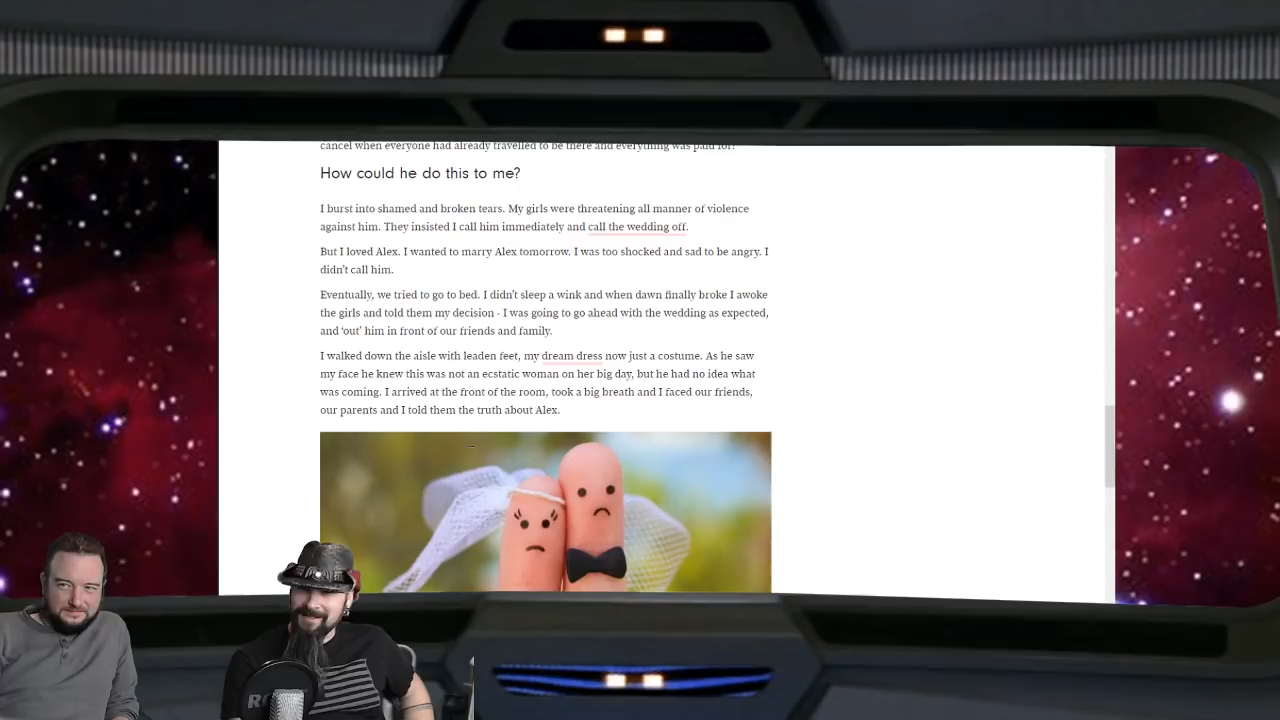 cancel when everyone had already travelled to be there and everything was paid for?
How could he do this to me?
I burst into shamed and broken tears. My girls were threatening all manner of violence
against him. They insisted I call him immediately and call the wedding off.
But I loved Alex. I wanted to marry Alex tomorrow. I was too shocked and sad to be angry. I
didn’t call him.
Eventually, we tried to go to bed. I didn’t sleep a wink and when dawn finally broke I awoke
the girls and told them my decision - I was going to go ahead with the wedding as expected,
and ‘out’ him in front of our friends and family.
I walked down the aisle with leaden feet, my dream dress now just a costume. As he saw
my face he knew this was not an ecstatic woman on her big day, but he had no idea what
was coming. I arrived at the front of the room, took a big breath and I faced our friends,
our parents and I told them the truth about Alex.